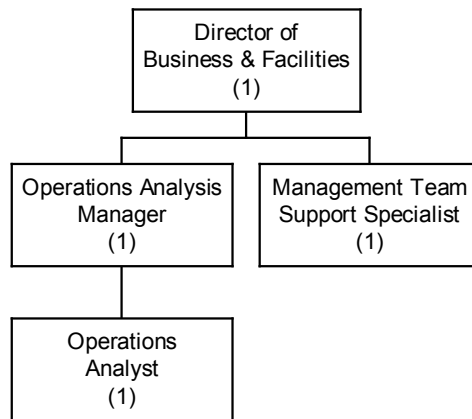 Director of
Business & Facilities
(1)
Operations Analysis
Manager
(1)
Management Team
Support Specialist
(1)
Operations
Analyst
(1)